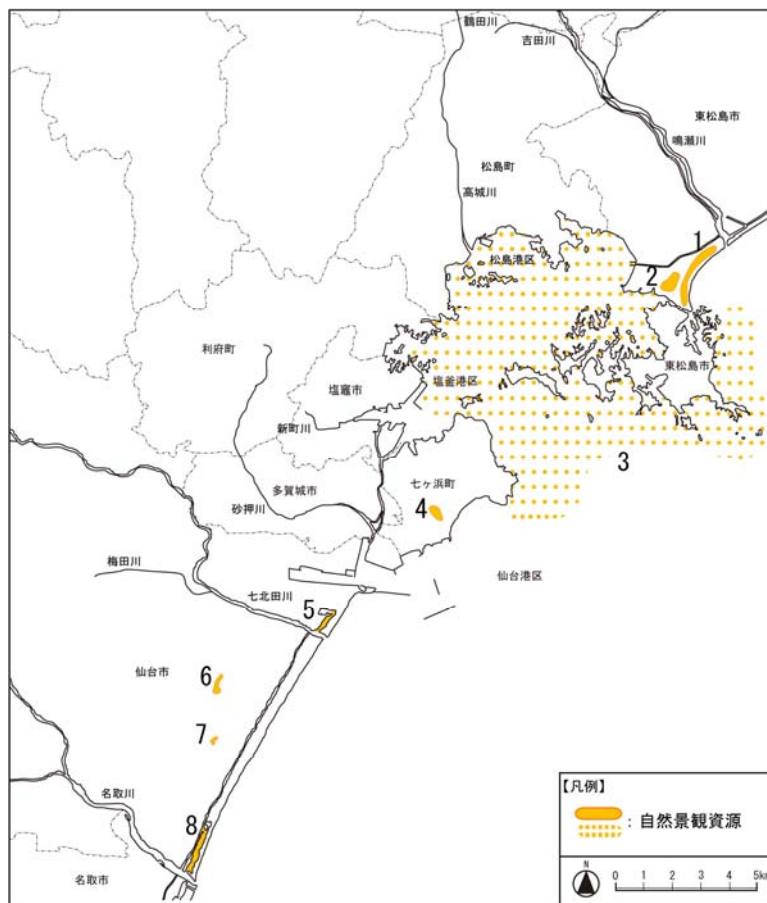 鶴田川
吉田川
東松島市
鳴瀬川
松島町
高城川
1
松島港区
2
利府町
塩竈市
塩釜港区
東松島市
新町川
3
七ヶ浜町
多賀城市
4
砂押川
梅田川
仙台港区
七北田川
5
仙台市
6
7
名取川
8
名取市
【凡例】
：自然景観資源
N
0 1 2 3 4 5km